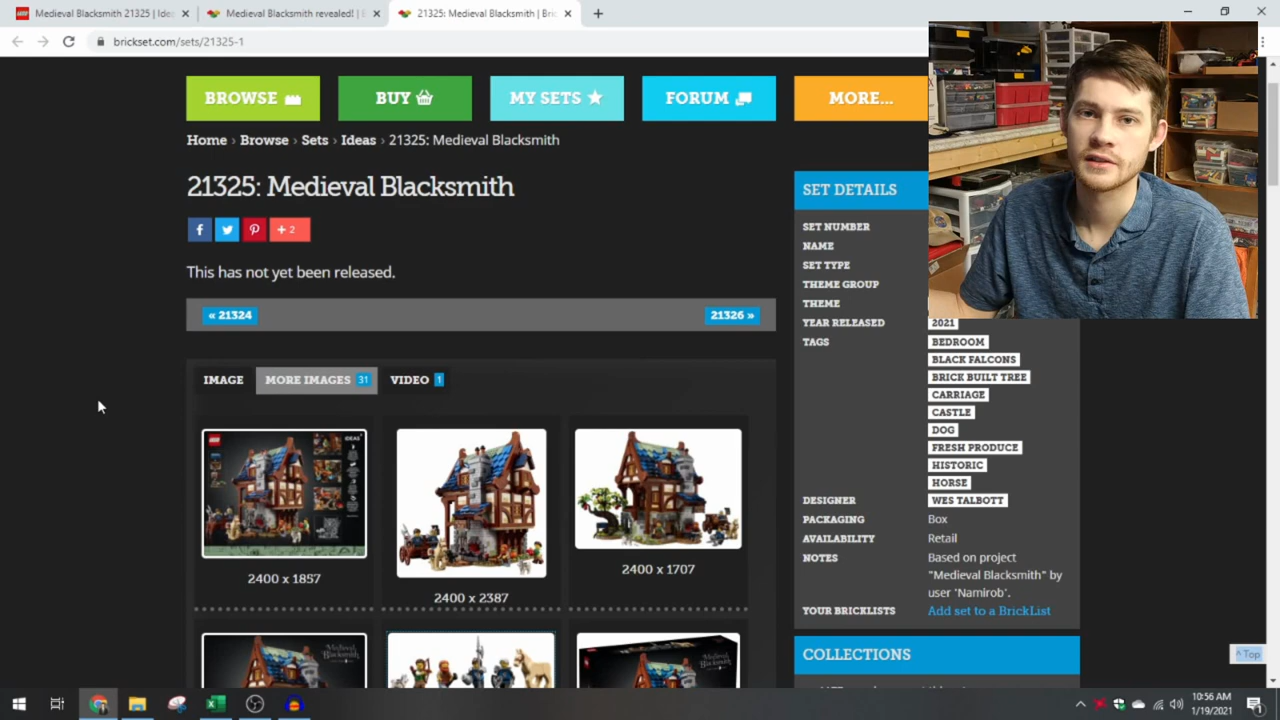 Medieval Blacksmith 21325 | Ide
Medieval Blacksmith revealed! |
21325: Medieval Blacksmith | Bric
brickset.com/sets/21325-1
BROWSE
BUY
MY SETS
FORUM
MORE...
Home › Browse › Sets › Ideas › 21325: Medieval Blacksmith
21325: Medieval Blacksmith
+ 2
This has not yet been released.
« 21324
21326 »
IMAGE
MORE IMAGES 31
VIDEO 1
2400 x 1857
2400 x 2387
2400 x 1707
SET DETAILS
SET NUMBER
NAME
SET TYPE
THEME GROUP
THEME
YEAR RELEASED 2021
TAGS BEDROOM
BLACK FALCONS
BRICK BUILT TREE
CARRIAGE
CASTLE
DOG
FRESH PRODUCE
HISTORIC
HORSE
DESIGNER WES TALBOTT
PACKAGING Box
AVAILABILITY Retail
NOTES Based on project
"Medieval Blacksmith" by
user 'Namirob'.
YOUR BRICKLISTS Add set to a BrickList
COLLECTIONS
^ Top
10:56 AM
1/19/2021